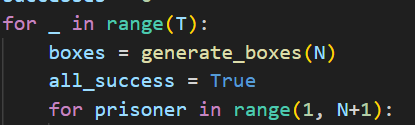 for _ in range(T):
    boxes = generate_boxes(N)
    all_success = True
    for prisoner in range(1, N+1):